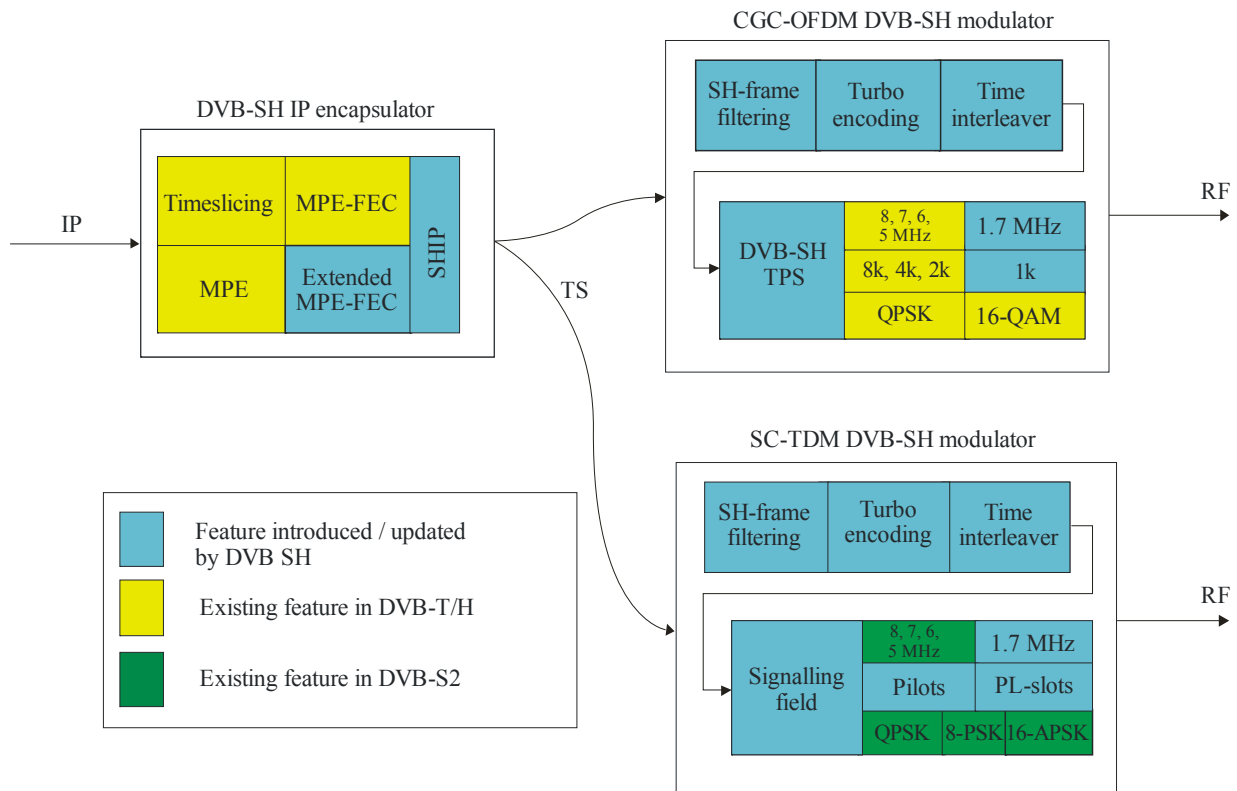 CGC-OFDM DVB-SH modulator
SH-frame
filtering
Turbo
encoding
Time
interleaver
DVB-SH
TPS
8, 7, 6,
5 MHz
1.7 MHz
8k, 4k, 2k
1k
QPSK
16-QAM
RF
DVB-SH IP encapsulator
IP
Timeslicing
MPE-FEC
MPE
Extended
MPE-FEC
SHIP
TS
SC-TDM DVB-SH modulator
SH-frame
filtering
Turbo
encoding
Time
interleaver
Signalling
field
8, 7, 6,
5 MHz
1.7 MHz
Pilots
PL-slots
QPSK
8-PSK
16-APSK
RF
Feature introduced / updated
by DVB SH
Existing feature in DVB-T/H
Existing feature in DVB-S2